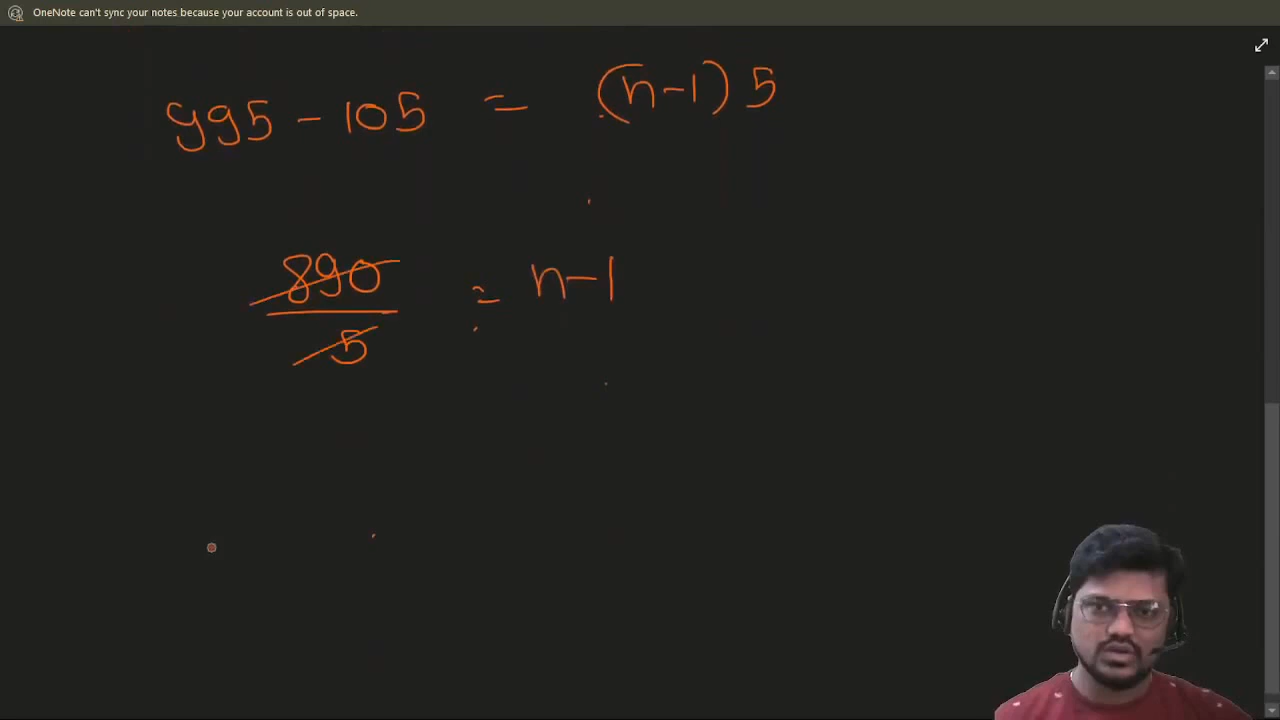 OneNote can't sync your notes because your account is out of space.
995 - 105 = (n-1) 5
890/5 = n-1